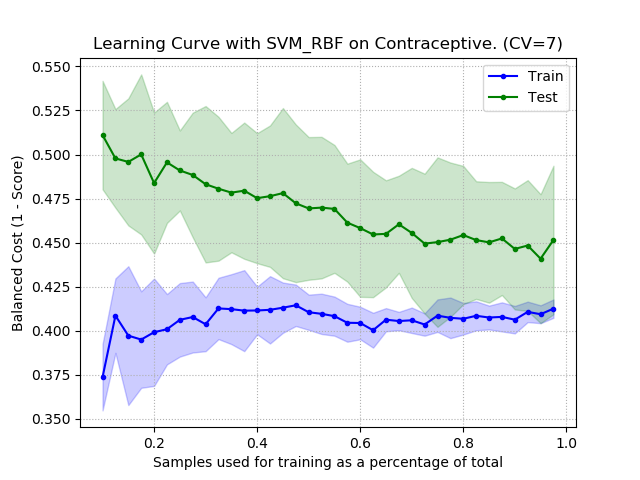 Learning Curve with SVM_RBF on Contraceptive. (CV=7)
Train
Test
Balanced Cost (1 - Score)
0.550
0.525
0.500
0.475
0.450
0.425
0.400
0.375
0.350
0.2 0.4 0.6 0.8 1.0
Samples used for training as a percentage of total